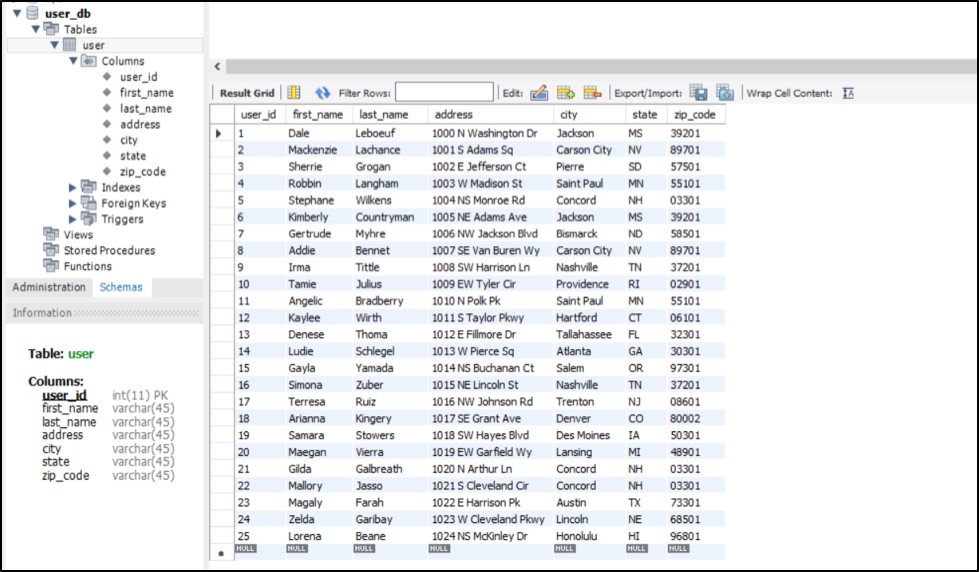 user_db
Tables
user
Columns
user_id
first_name
last_name
address
city
state
zip_code
Indexes
Foreign Keys
Triggers
Views
Stored Procedures
Functions
Administration Schemas
Information
Table: user
Columns:
user_id int(11) PK
first_name varchar(45)
last_name varchar(45)
address varchar(45)
city varchar(45)
state varchar(45)
zip_code varchar(45)
Result Grid Filter Rows: Edit: Export/Import: Wrap Cell Content: IA
user_id first_name last_name address city state zip_code
1 Dale Leboeuf 1000 N Washington Dr Jackson MS 39201
2 Mackenzie Lachance 1001 S Adams Sq Carson City NV 89701
3 Sherrie Grogan 1002 E Jefferson Ct Pierre SD 57501
4 Robbin Langham 1003 W Madison St Saint Paul MN 55101
5 Stephane Wilkens 1004 NS Monroe Rd Concord NH 03301
6 Kimberly Countryman 1005 NE Adams Ave Jackson MS 39201
7 Gertrude Myhre 1006 NW Jackson Blvd Bismarck ND 58501
8 Addie Bennet 1007 SE Van Buren Wy Carson City NV 89701
9 Irma Tittle 1008 SW Harrison Ln Nashville TN 37201
10 Tamie Julius 1009 EW Tyler Cir Providence RI 02901
11 Angelic Bradberry 1010 N Polk Pk Saint Paul MN 55101
12 Kaylee Wirth 1011 S Taylor Pkwy Hartford CT 06101
13 Denese Thoma 1012 E Fillmore Dr Tallahassee FL 32301
14 Ludie Schlegel 1013 W Pierce Sq Atlanta GA 30301
15 Gayla Yamada 1014 NS Buchanan Ct Salem OR 97301
16 Simona Zuber 1015 NE Lincoln St Nashville TN 37201
17 Terresa Ruiz 1016 NW Johnson Rd Trenton NJ 08601
18 Arianna Kingery 1017 SE Grant Ave Denver CO 80002
19 Samara Stowers 1018 SW Hayes Blvd Des Moines IA 50301
20 Maegan Vierra 1019 EW Garfield Wy Lansing MI 48901
21 Gilda Galbreath 1020 N Arthur Ln Concord NH 03301
22 Mallory Jasso 1021 S Cleveland Cir Concord NH 03301
23 Magaly Farah 1022 E Harrison Pk Austin TX 73301
24 Zelda Garibay 1023 W Cleveland Pkwy Lincoln NE 68501
25 Lorena Beane 1024 NS McKinley Dr Honolulu HI 96801
NULL NULL NULL NULL NULL NULL NULL